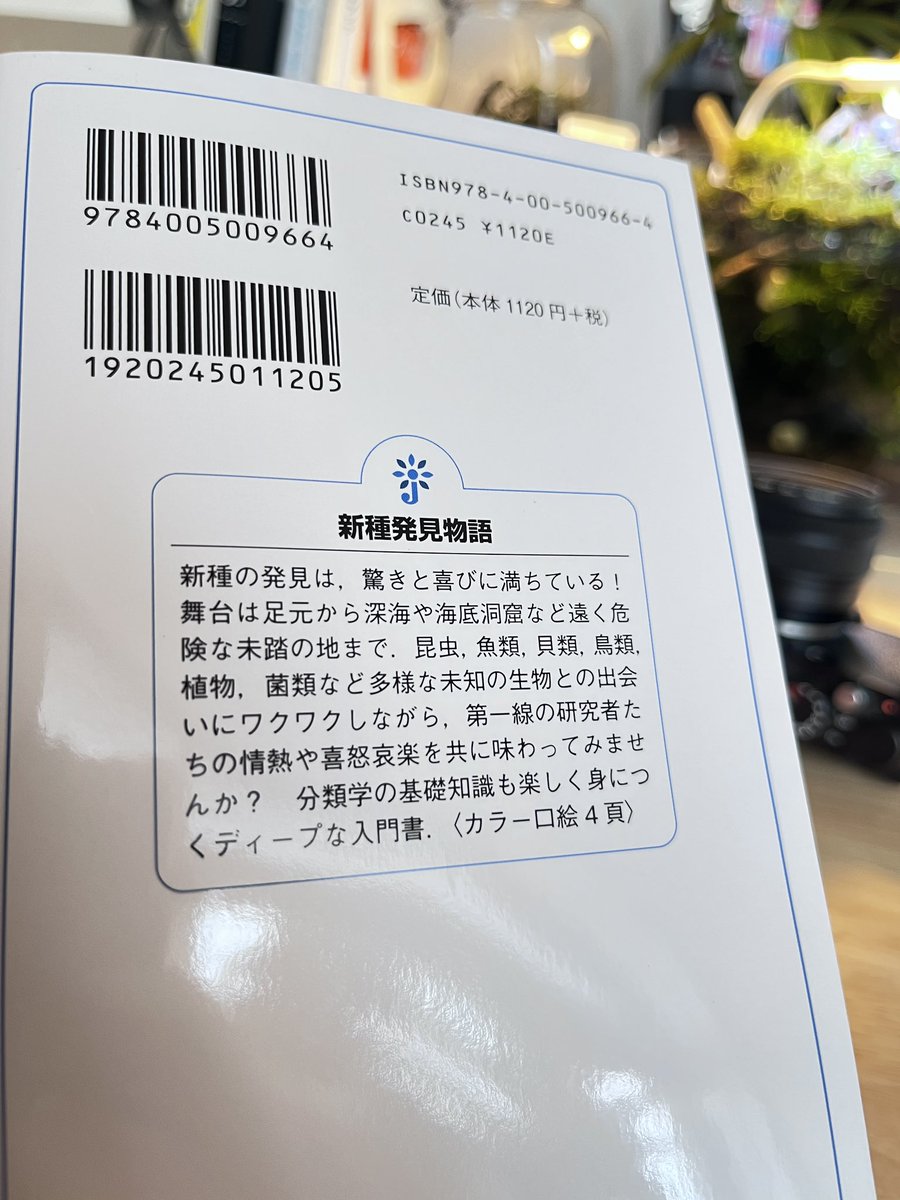 9784005009664
ISBN978-4-00-500966-4
C0245 ¥1120E
1920245011205
定価(本体1120円+税)
J
新種発見物語
新種の発見は，驚きと喜びに満ちている！
舞台は足元から深海や海底洞窟など遠く危
険な未踏の地まで．昆虫，魚類，貝類，鳥類，
植物，菌類など多様な未知の生物との出会
いにワクワクしながら，第一線の研究者た
ちの情熱や喜怒哀楽を共に味わってみませ
んか？　分類学の基礎知識も楽しく身につ
くディープな入門書．〈カラー口絵4頁〉